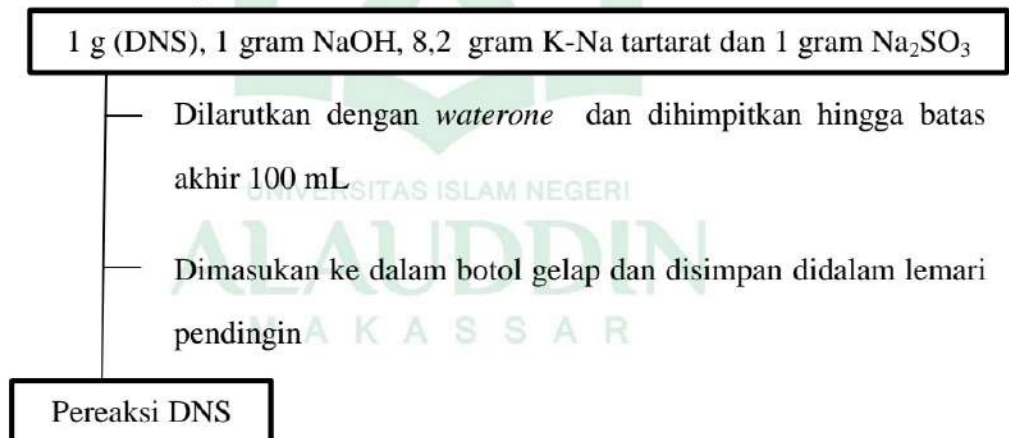 1 g (DNS), 1 gram NaOH, 8,2 gram K-Na tartarat dan 1 gram Na₂SO₃
Dilarutkan dengan waterone dan dihimpitkan hingga batas
akhir 100 mL
UNIVERSITAS ISLAM NEGERI
ALAUDDIN
Dimasukan ke dalam botol gelap dan disimpan didalam lemari
pendingin
MAKASSAR
Pereaksi DNS